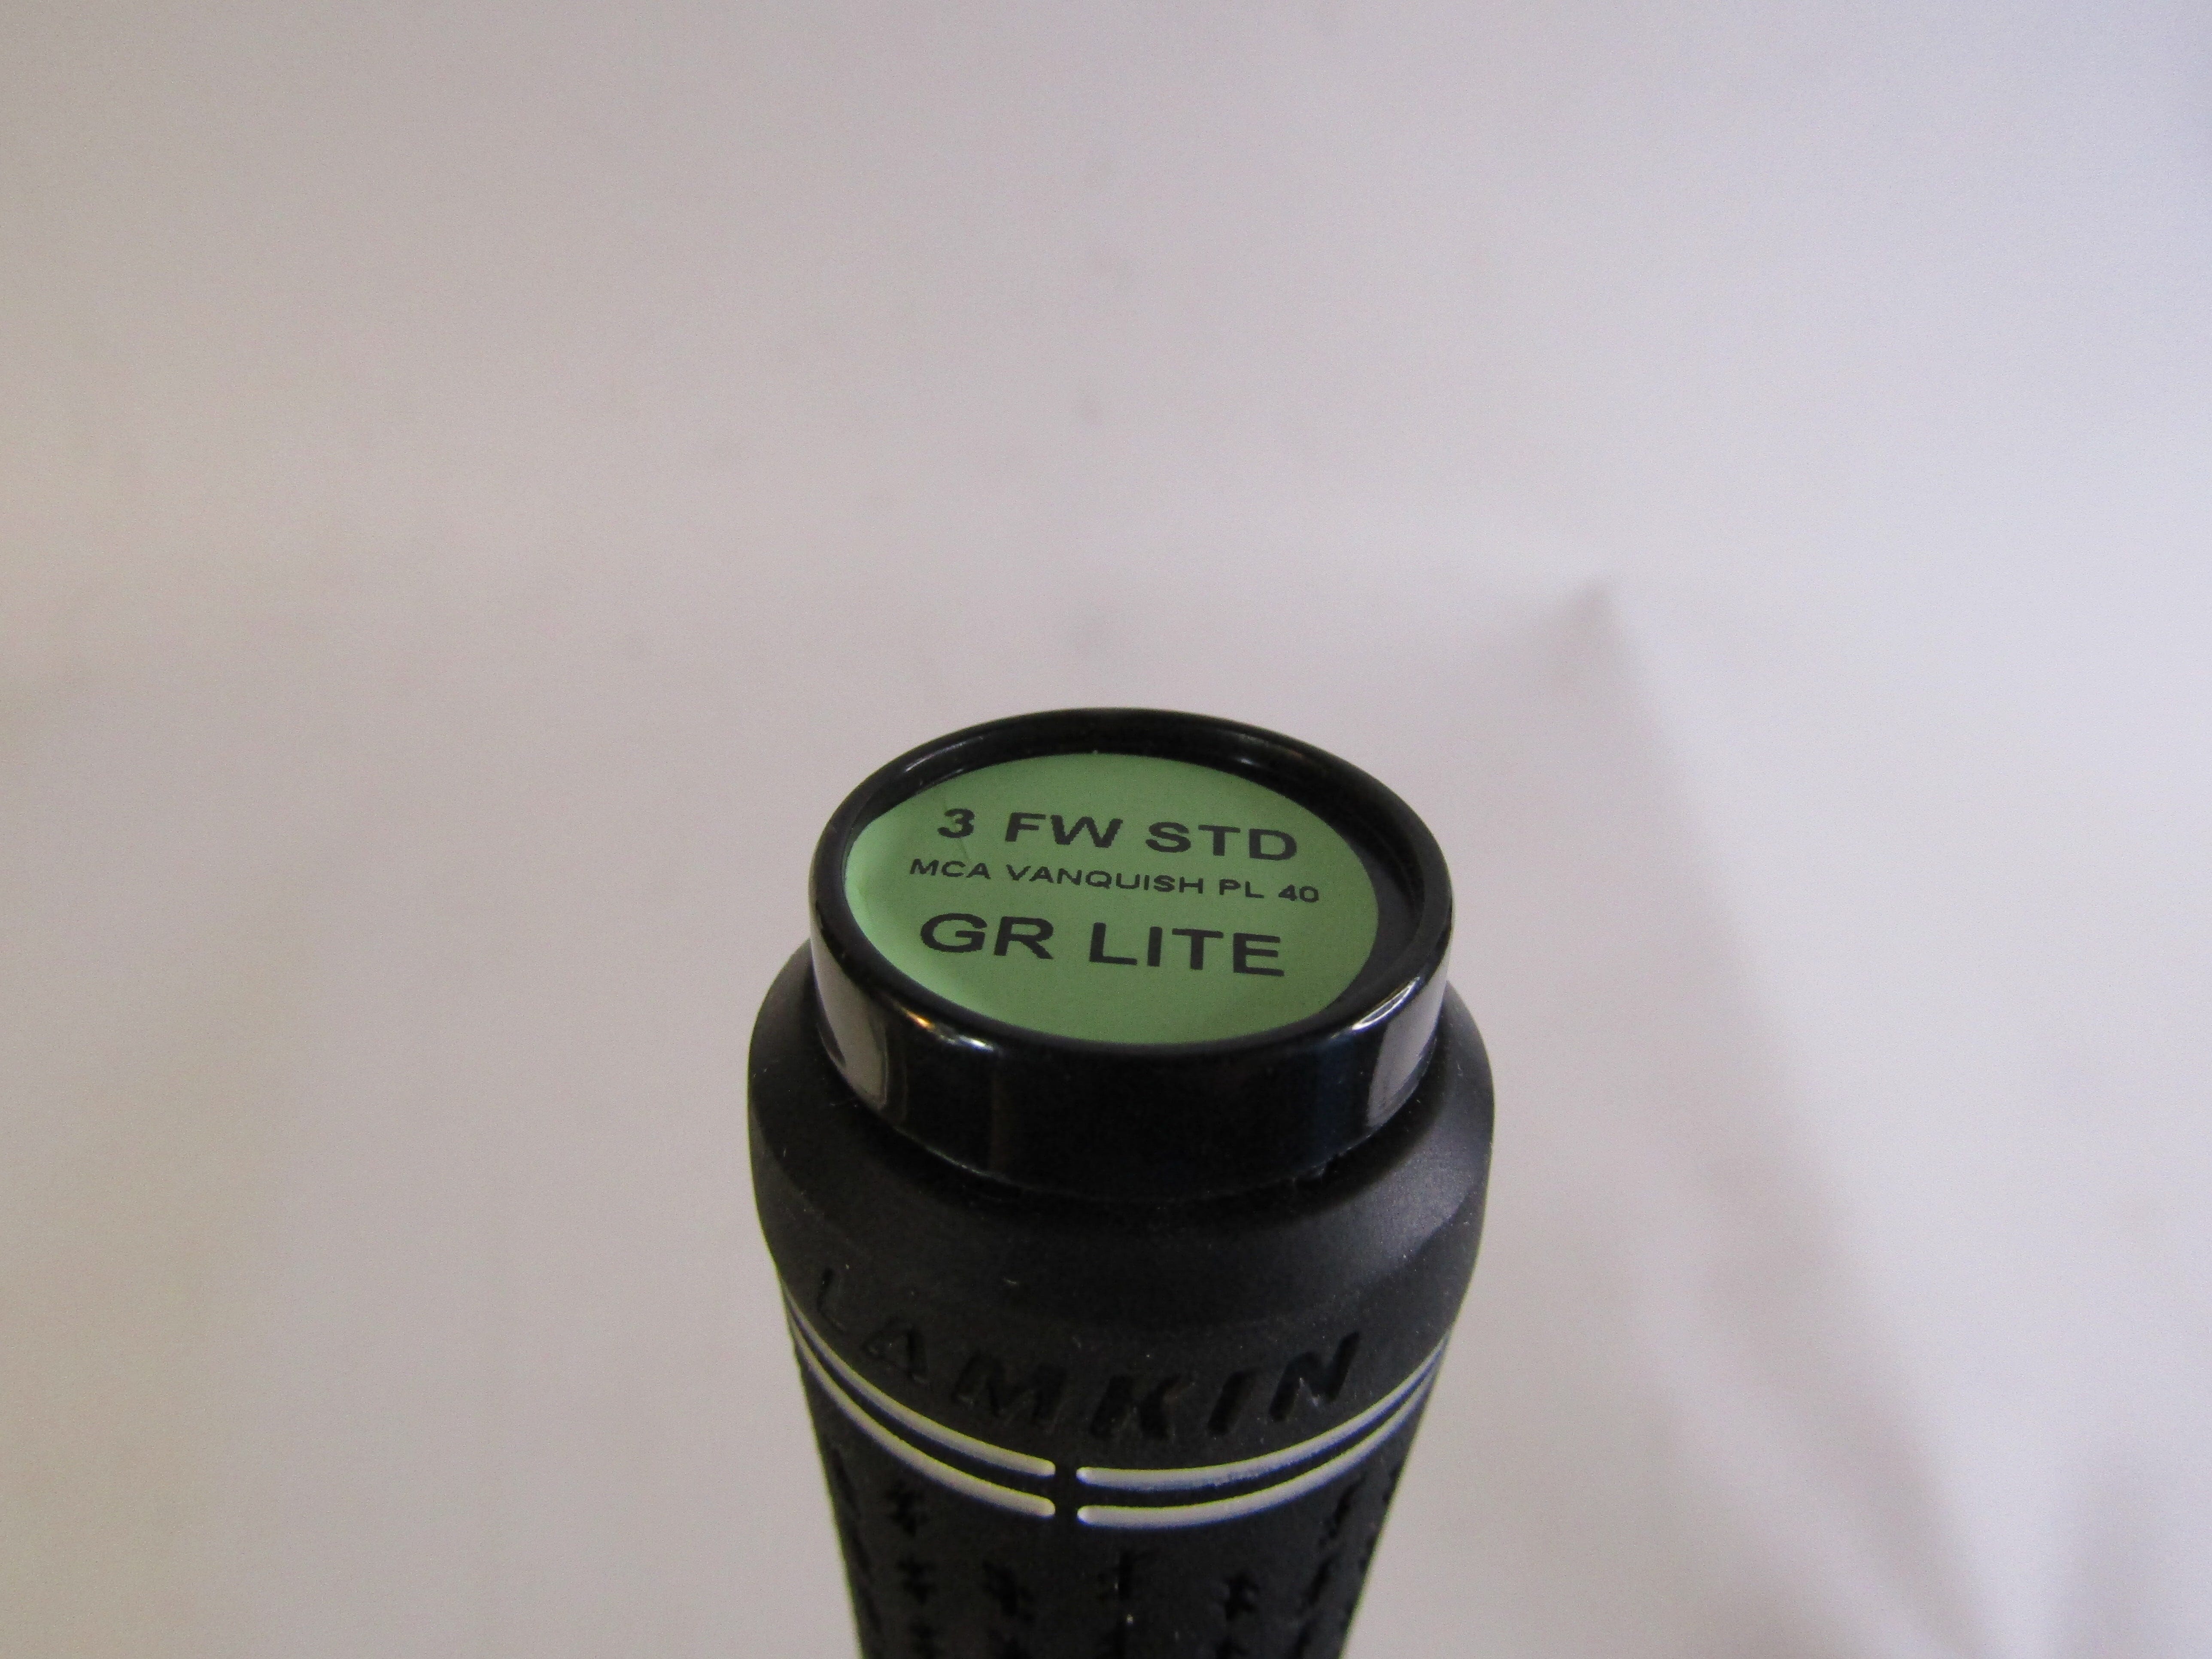 3 FW STD
MCA VANQUISH PL 40
GR LITE
LAMKIN